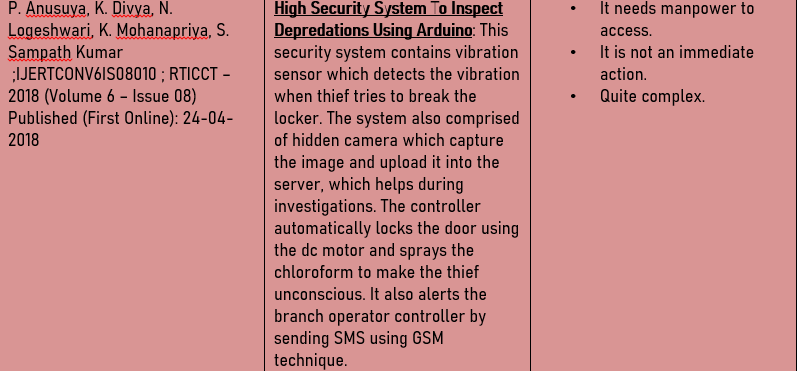 P. Anusuya, K. Divya, N.
Logeshwari, K. Mohanapriya, S.
Sampath Kumar
;IJERTCONV6IS08010 ; RTICCT –
2018 (Volume 6 – Issue 08)
Published (First Online): 24-04-
2018
High Security System To Inspect
Depredations Using Arduino: This
security system contains vibration
sensor which detects the vibration
when thief tries to break the
locker. The system also comprised
of hidden camera which capture
the image and upload it into the
server, which helps during
investigations. The controller
automatically locks the door using
the dc motor and sprays the
chloroform to make the thief
unconscious. It also alerts the
branch operator controller by
sending SMS using GSM
technique.
• It needs manpower to
access.
• It is not an immediate
action.
• Quite complex.